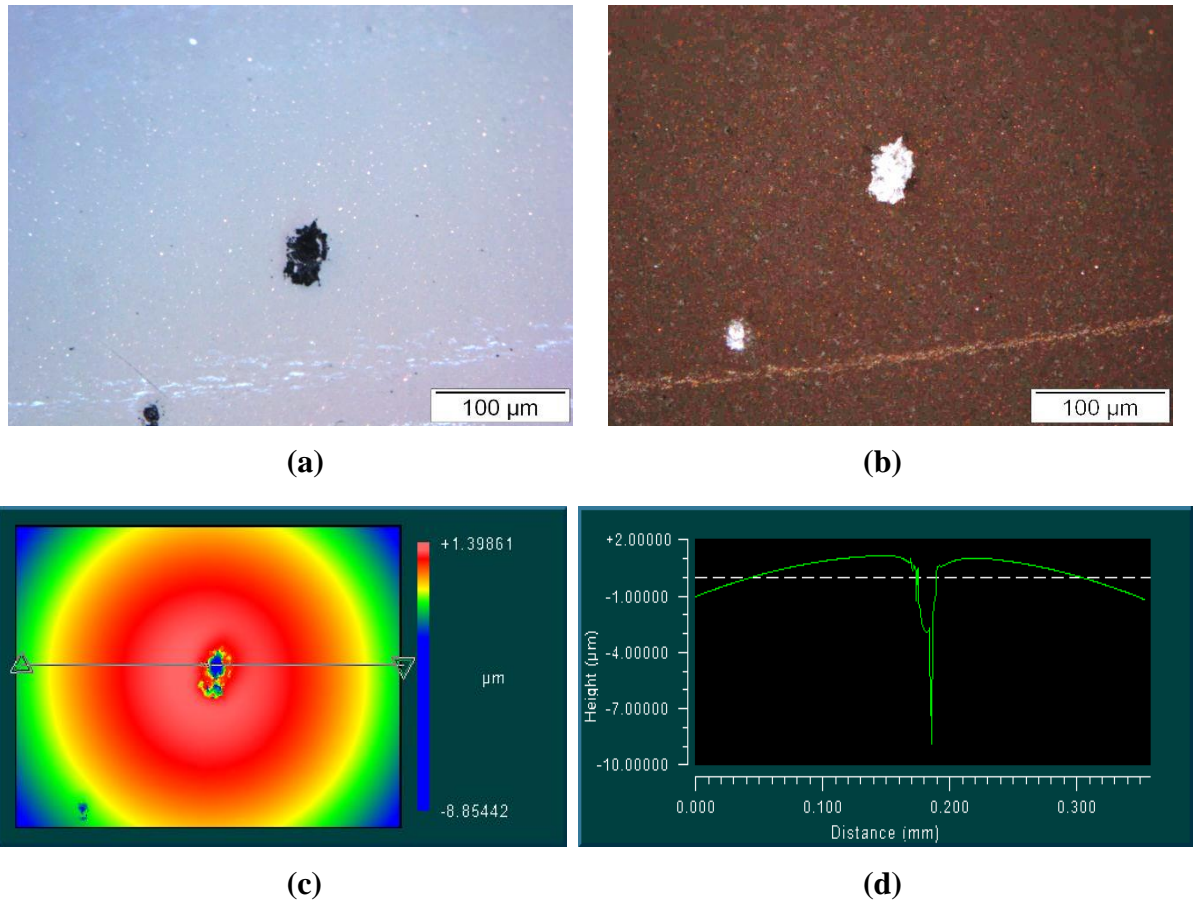 100 µm
100 µm
(a)
(b)
+1.39861
µm
-8.85442
+2.00000
-1.00000
-4.00000
-7.00000
-10.00000
Height (µm)
0.000 0.100 0.200 0.300
Distance (mm)
(c)
(d)